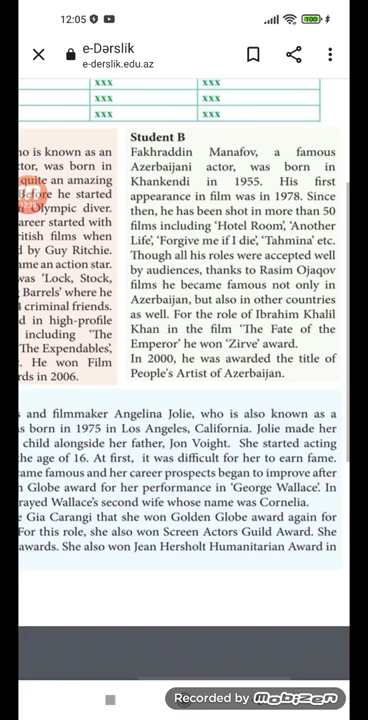 12:05
100
e-Dərslik
e-derslik.edu.az
xxx xxx
xxx xxx
xxx xxx
who is known as an
was born in
quite an amazing
Before he started
Olympic diver.
career started with
films when
by Guy Ritchie.
an action star.
was 'Lock, Stock,
Barrels' where he
criminal friends.
in high-profile
including 'The
'The Expendables',
He won Film
in 2006.
Student B
Fakhraddin Manafov, a famous
Azerbaijani actor, was born in
Khankendi in 1955. His first
appearance in film was in 1978. Since
then, he has been shot in more than 50
films including 'Hotel Room', 'Another
Life', 'Forgive me if I die', 'Tahmina' etc.
Though all his roles were accepted well
by audiences, thanks to Rasim Ojaqov
films he became famous not only in
Azerbaijan, but also in other countries
as well. For the role of Ibrahim Khalil
Khan in the film "The Fate of the
Emperor' he won 'Zirve' award.
In 2000, he was awarded the title of
People's Artist of Azerbaijan.
and filmmaker Angelina Jolie, who is also known as a
born in 1975 in Los Angeles, California. Jolie made her
child alongside her father, Jon Voight. She started acting
the age of 16. At first, it was difficult for her to earn fame.
became famous and her career prospects began to improve after
Globe award for her performance in 'George Wallace'. In
Wallace's second wife whose name was Cornelia.
Gia Carangi that she won Golden Globe award again for
For this role, she also won Screen Actors Guild Award. She
awards. She also won Jean Hersholt Humanitarian Award in
Recorded by mobizen